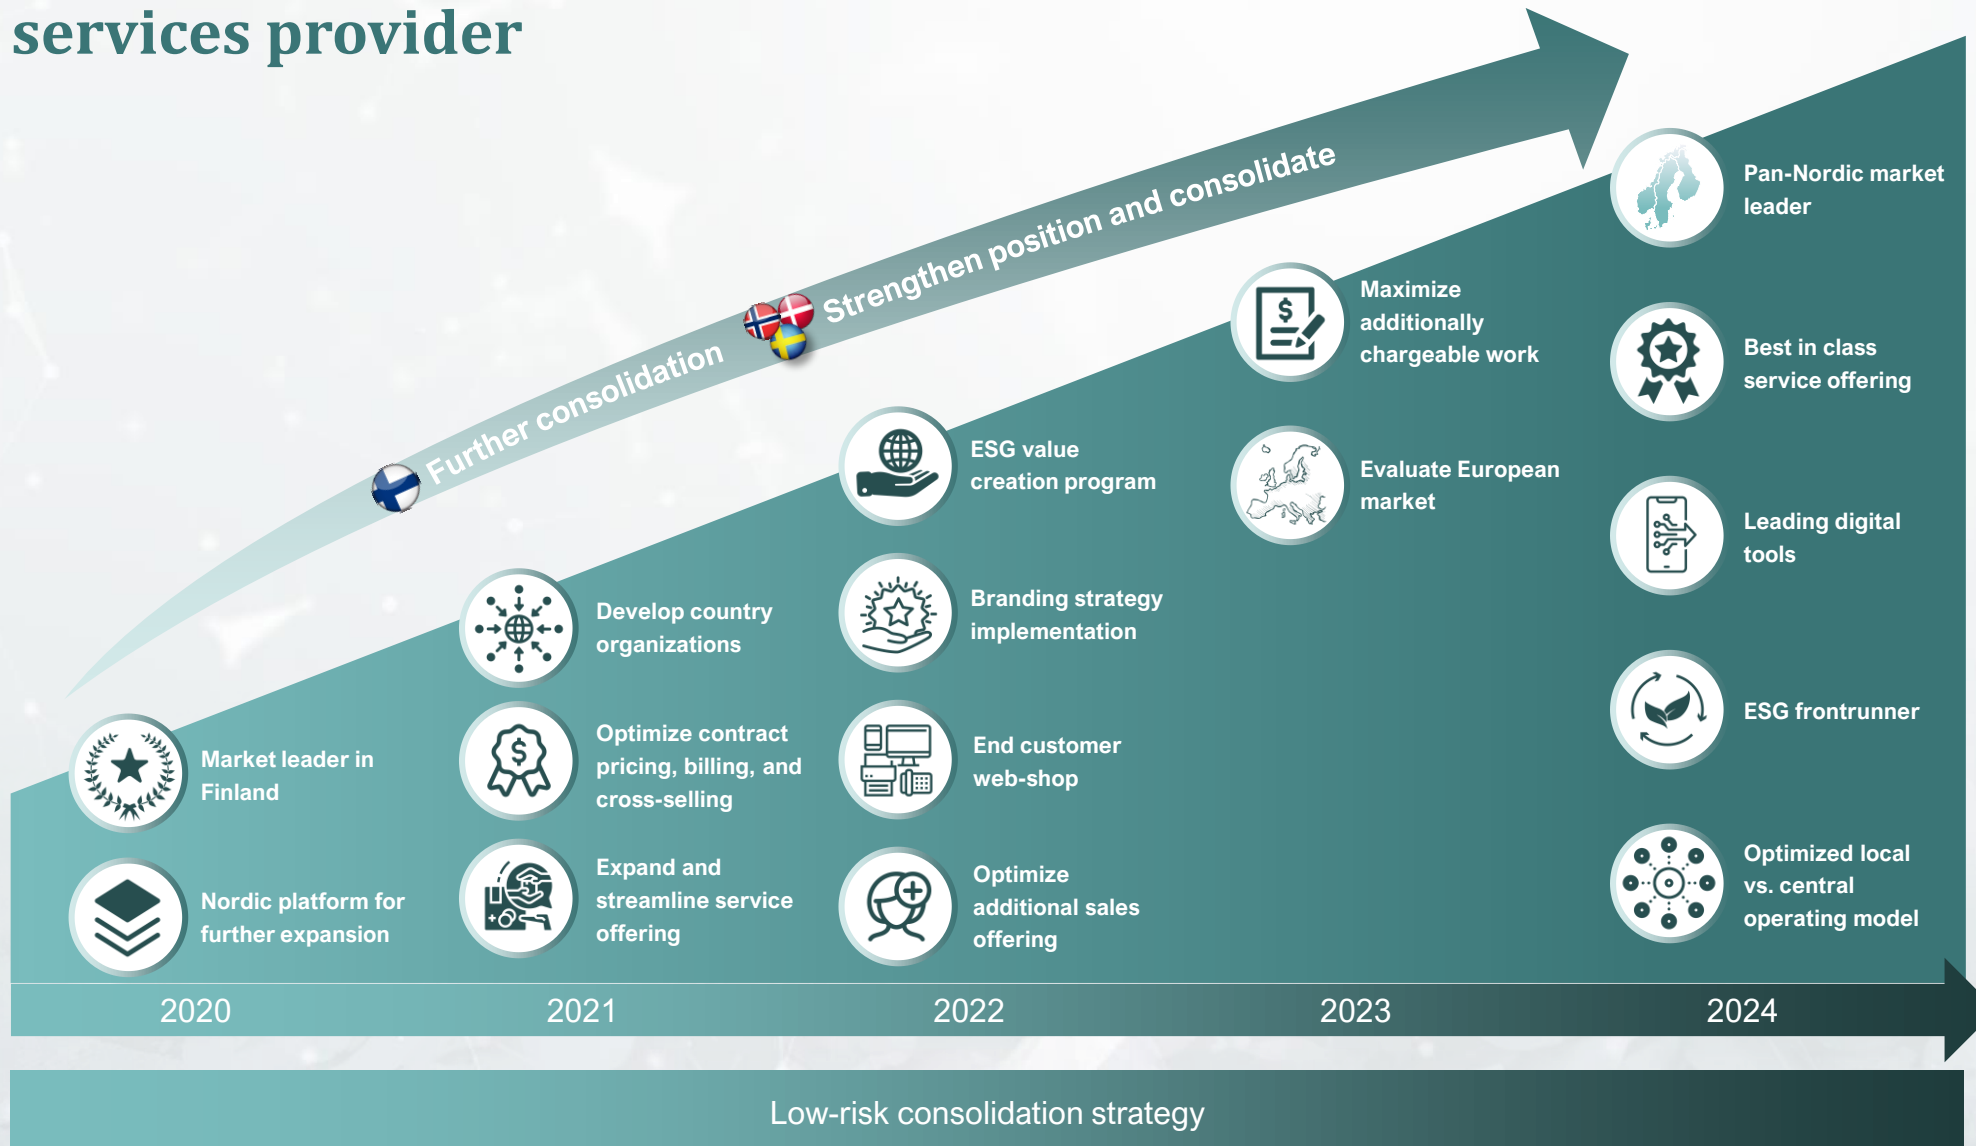 services provider
Further consolidation
Strengthen position and consolidate
Market leader in
Finland
Nordic platform for
further expansion
Develop country
organizations
Optimize contract
pricing, billing, and
cross-selling
Expand and
streamline service
offering
ESG value
creation program
Branding strategy
implementation
End customer
web-shop
Optimize
additional sales
offering
Maximize
additionally
chargeable work
Evaluate European
market
Pan-Nordic market
leader
Best in class
service offering
Leading digital
tools
ESG frontrunner
Optimized local
vs. central
operating model
2020
2021
2022
2023
2024
Low-risk consolidation strategy